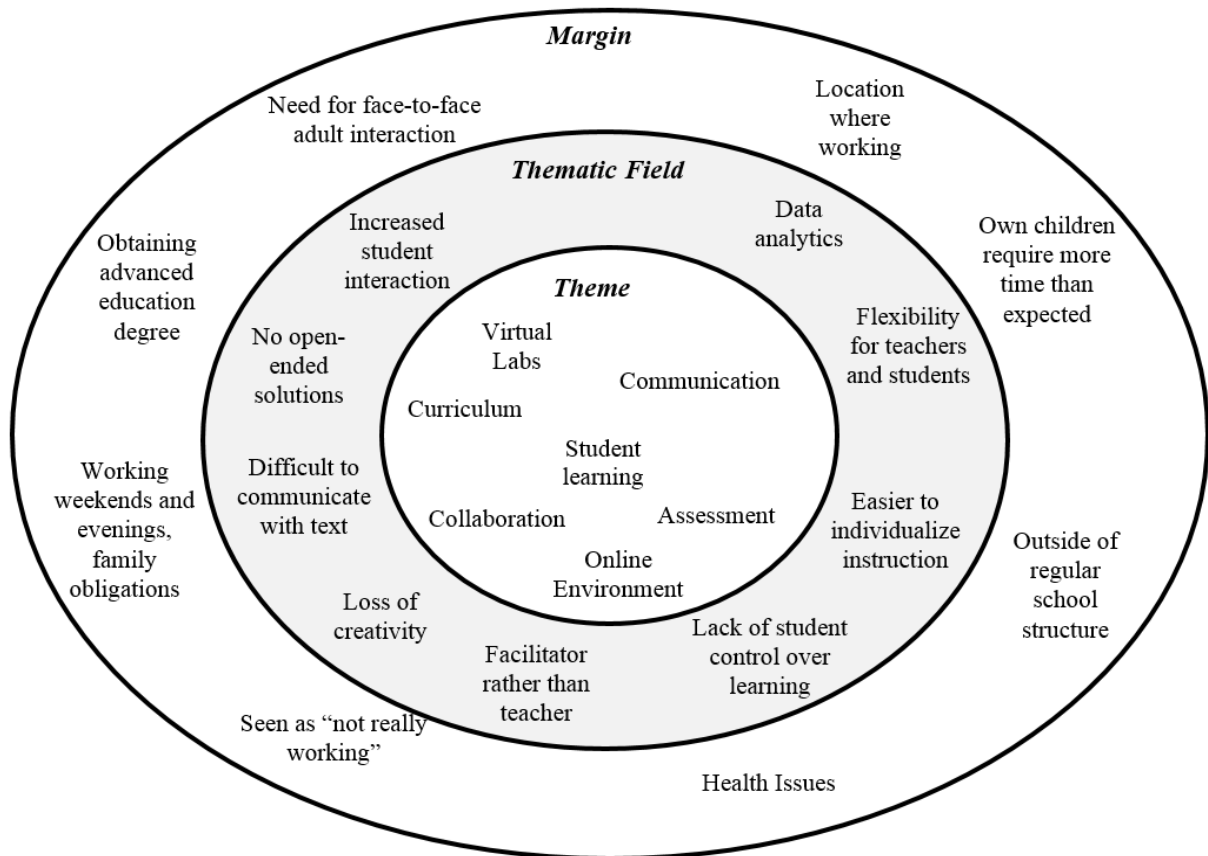 Margin
Need for face-to-face
adult interaction
Location
where
working
Obtaining
advanced
education
degree
Own children
require more
time than
expected
Working
weekends and
evenings,
family
obligations
Outside of
regular
school
structure
Seen as “not really
working”
Health Issues
Thematic Field
Increased
student
interaction
Data
analytics
No open-
ended
solutions
Flexibility
for teachers
and students
Difficult to
communicate
with text
Easier to
individualize
instruction
Loss of
creativity
Facilitator
rather than
teacher
Lack of student
control over
learning
Theme
Virtual
Labs
Communication
Curriculum
Student
learning
Collaboration
Assessment
Online
Environment